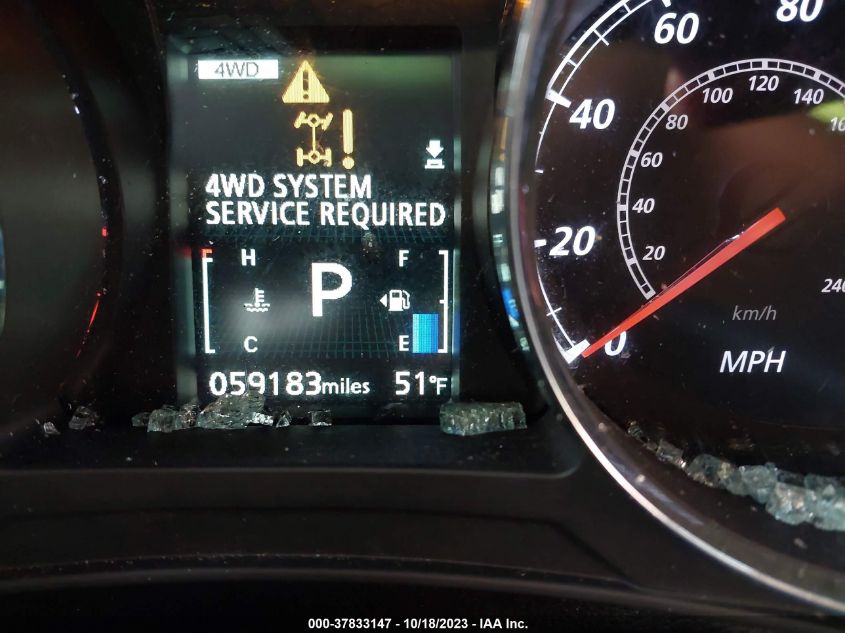 4WD
4WD SYSTEM
SERVICE REQUIRED
H F
P
C E
059183miles 51°F
0 20 40 60 80
20 40 60 80 100 120 140
240
km/h
MPH
000-37833147 - 10/18/2023 - IAA Inc.